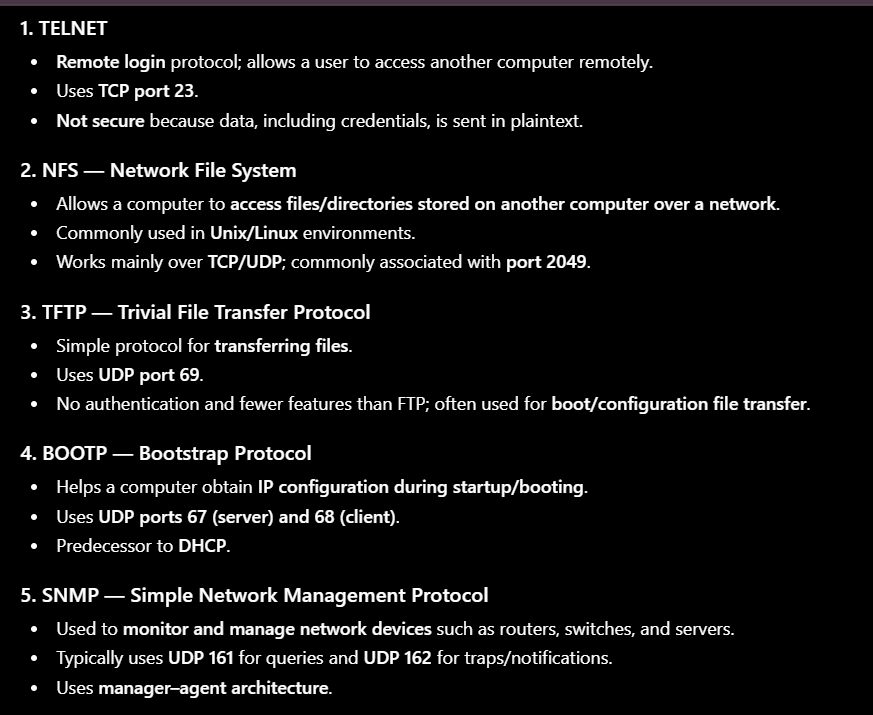 1. TELNET
• Remote login protocol; allows a user to access another computer remotely.
• Uses TCP port 23.
• Not secure because data, including credentials, is sent in plaintext.
2. NFS — Network File System
• Allows a computer to access files/directories stored on another computer over a network.
• Commonly used in Unix/Linux environments.
• Works mainly over TCP/UDP; commonly associated with port 2049.
3. TFTP — Trivial File Transfer Protocol
• Simple protocol for transferring files.
• Uses UDP port 69.
• No authentication and fewer features than FTP; often used for boot/configuration file transfer.
4. BOOTP — Bootstrap Protocol
• Helps a computer obtain IP configuration during startup/booting.
• Uses UDP ports 67 (server) and 68 (client).
• Predecessor to DHCP.
5. SNMP — Simple Network Management Protocol
• Used to monitor and manage network devices such as routers, switches, and servers.
• Typically uses UDP 161 for queries and UDP 162 for traps/notifications.
• Uses manager–agent architecture.